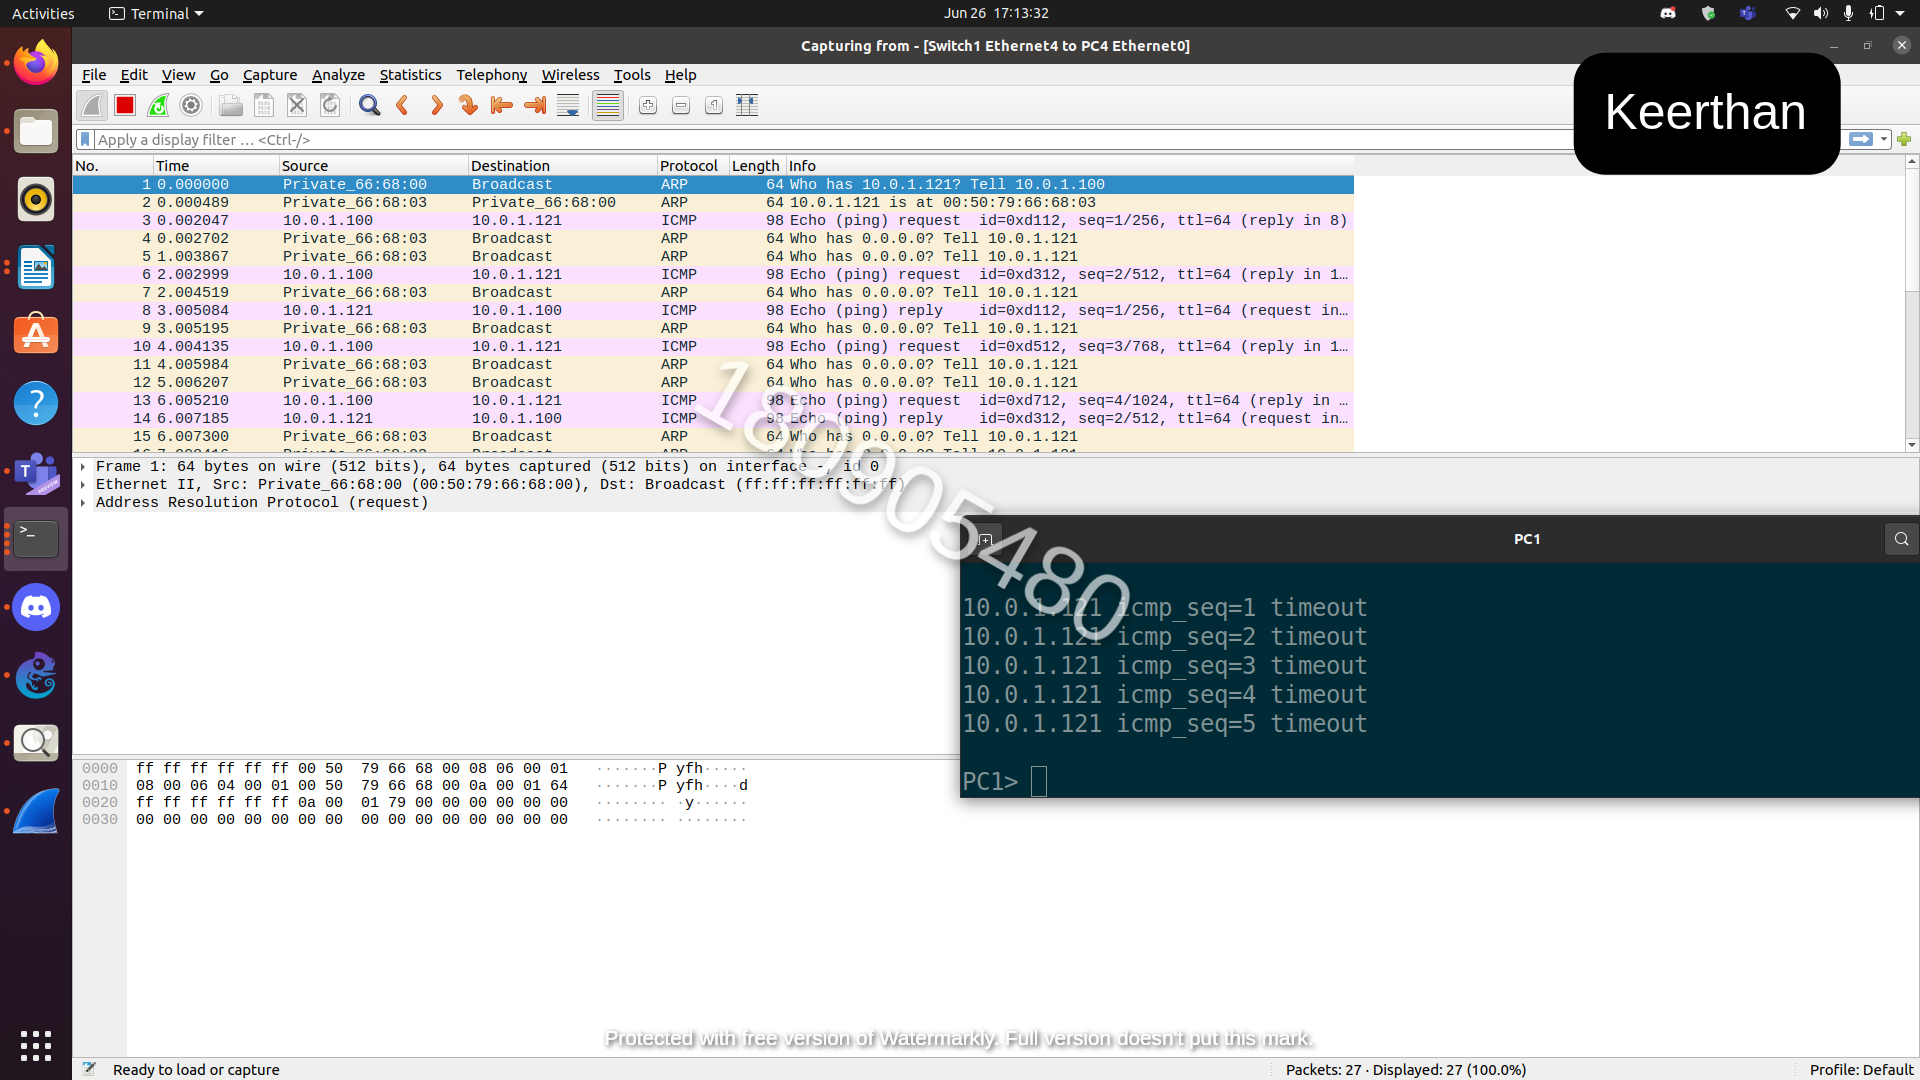 Activities Terminal Jun 26 17:13:32
Capturing from - [Switch1 Ethernet4 to PC4 Ethernet0]
File Edit View Go Capture Analyze Statistics Telephony Wireless Tools Help
Keerthan
Apply a display filter … <Ctrl-/>
No. Time Source Destination Protocol Length Info
1 0.000000 Private_66:68:00 Broadcast ARP 64 Who has 10.0.1.121? Tell 10.0.1.100
2 0.000489 Private_66:68:03 Private_66:68:00 ARP 64 10.0.1.121 is at 00:50:79:66:68:03
3 0.002047 10.0.1.100 10.0.1.121 ICMP 98 Echo (ping) request id=0xd112, seq=1/256, ttl=64 (reply in 8)
4 0.002702 Private_66:68:03 Broadcast ARP 64 Who has 0.0.0.0? Tell 10.0.1.121
5 1.003867 Private_66:68:03 Broadcast ARP 64 Who has 0.0.0.0? Tell 10.0.1.121
6 2.002999 10.0.1.100 10.0.1.121 ICMP 98 Echo (ping) request id=0xd312, seq=2/512, ttl=64 (reply in 1…
7 2.004519 Private_66:68:03 Broadcast ARP 64 Who has 0.0.0.0? Tell 10.0.1.121
8 3.005084 10.0.1.121 10.0.1.100 ICMP 98 Echo (ping) reply id=0xd112, seq=1/256, ttl=64 (request in…
9 3.005195 Private_66:68:03 Broadcast ARP 64 Who has 0.0.0.0? Tell 10.0.1.121
10 4.004135 10.0.1.100 10.0.1.121 ICMP 98 Echo (ping) request id=0xd512, seq=3/768, ttl=64 (reply in 1…
11 4.005984 Private_66:68:03 Broadcast ARP 64 Who has 0.0.0.0? Tell 10.0.1.121
12 5.006207 Private_66:68:03 Broadcast ARP 64 Who has 0.0.0.0? Tell 10.0.1.121
13 6.005210 10.0.1.100 10.0.1.121 ICMP 98 Echo (ping) request id=0xd712, seq=4/1024, ttl=64 (reply in …
14 6.007185 10.0.1.121 10.0.1.100 ICMP 98 Echo (ping) reply id=0xd312, seq=2/512, ttl=64 (request in…
15 6.007300 Private_66:68:03 Broadcast ARP 64 Who has 0.0.0.0? Tell 10.0.1.121
180905480
Frame 1: 64 bytes on wire (512 bits), 64 bytes captured (512 bits) on interface -, id 0
Ethernet II, Src: Private_66:68:00 (00:50:79:66:68:00), Dst: Broadcast (ff:ff:ff:ff:ff:ff)
Address Resolution Protocol (request)
PC1
10.0.1.121 icmp_seq=1 timeout
10.0.1.121 icmp_seq=2 timeout
10.0.1.121 icmp_seq=3 timeout
10.0.1.121 icmp_seq=4 timeout
10.0.1.121 icmp_seq=5 timeout
PC1>
0000 ff ff ff ff ff ff 00 50 79 66 68 00 08 06 00 01 ·······P yfh·····
0010 08 00 06 04 00 01 00 50 79 66 68 00 0a 00 01 64 ·······P yfh····d
0020 ff ff ff ff ff ff 0a 00 01 79 00 00 00 00 00 00 ········ ·y······
0030 00 00 00 00 00 00 00 00 00 00 00 00 00 00 00 00 ········ ········
Protected with free version of Watermarkly. Full version doesn't put this mark.
Ready to load or capture Packets: 27 · Displayed: 27 (100.0%) Profile: Default